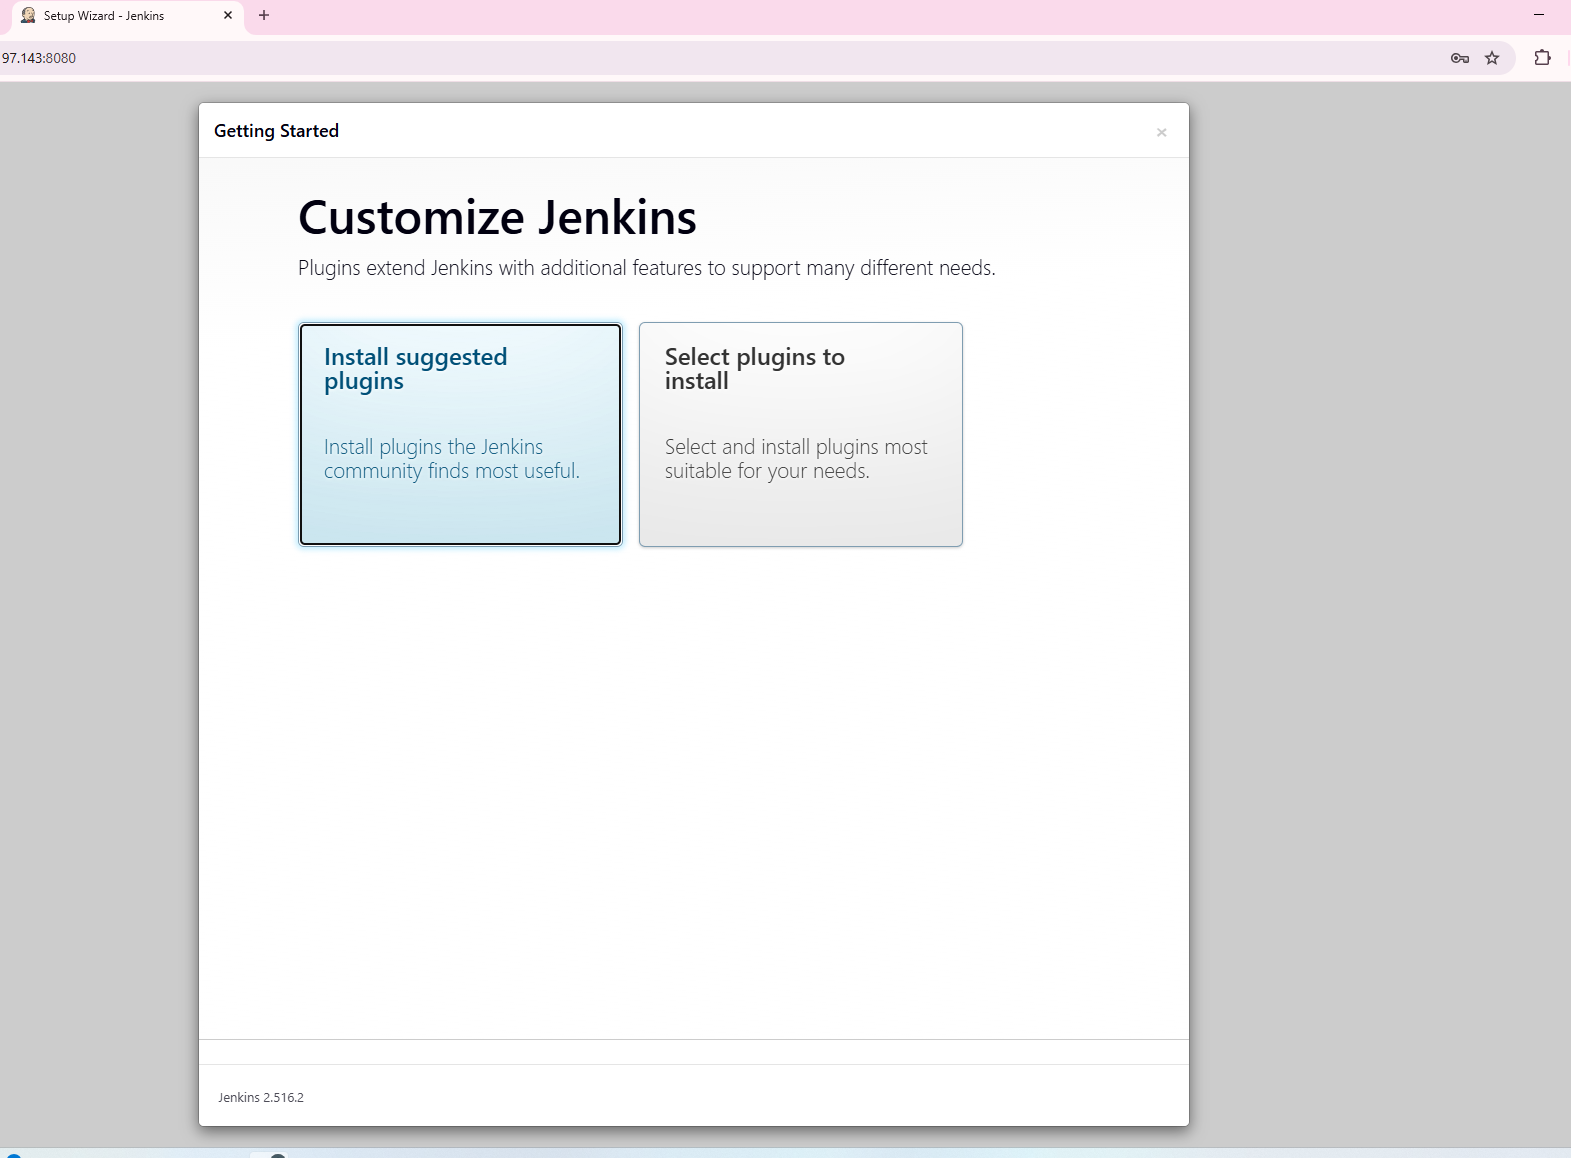 Setup Wizard - Jenkins
97.143:8080
Getting Started
Customize Jenkins
Plugins extend Jenkins with additional features to support many different needs.
Install suggested
plugins
Install plugins the Jenkins
community finds most useful.
Select plugins to
install
Select and install plugins most
suitable for your needs.
Jenkins 2.516.2